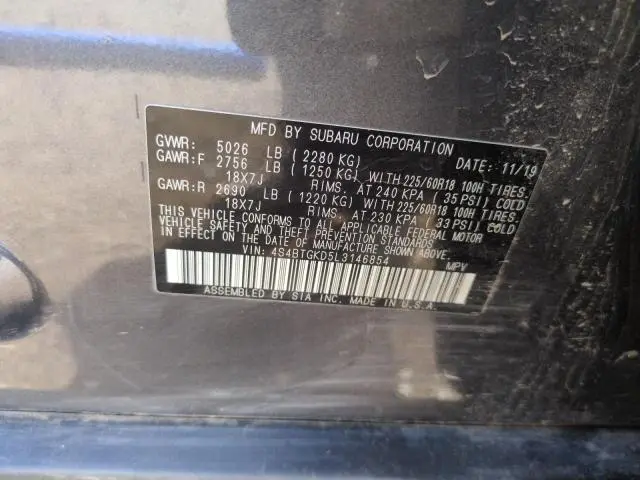 MFD BY SUBARU CORPORATION
GVWR: 5026 LB (2280 KG) DATE: 11/19
GAWR:F 2756 LB (1250 KG) WITH 225/60R18 100H TIRES,
18X7J RIMS, AT 240 KPA (35 PSI) COLD
GAWR:R 2690 LB (1220 KG) WITH 225/60R18 100H TIRES,
18X7J RIMS, AT 230 KPA (33 PSI) COLD
THIS VEHICLE CONFORMS TO ALL APPLICABLE FEDERAL MOTOR
VEHICLE SAFETY, BUMPER, AND THEFT PREVENTION STANDARDS
IN EFFECT ON THE DATE OF MANUFACTURE SHOWN ABOVE.
VIN: 4S4BTGKD5L3146854 MPV
ASSEMBLED BY SIA INC. MADE IN U.S.A.